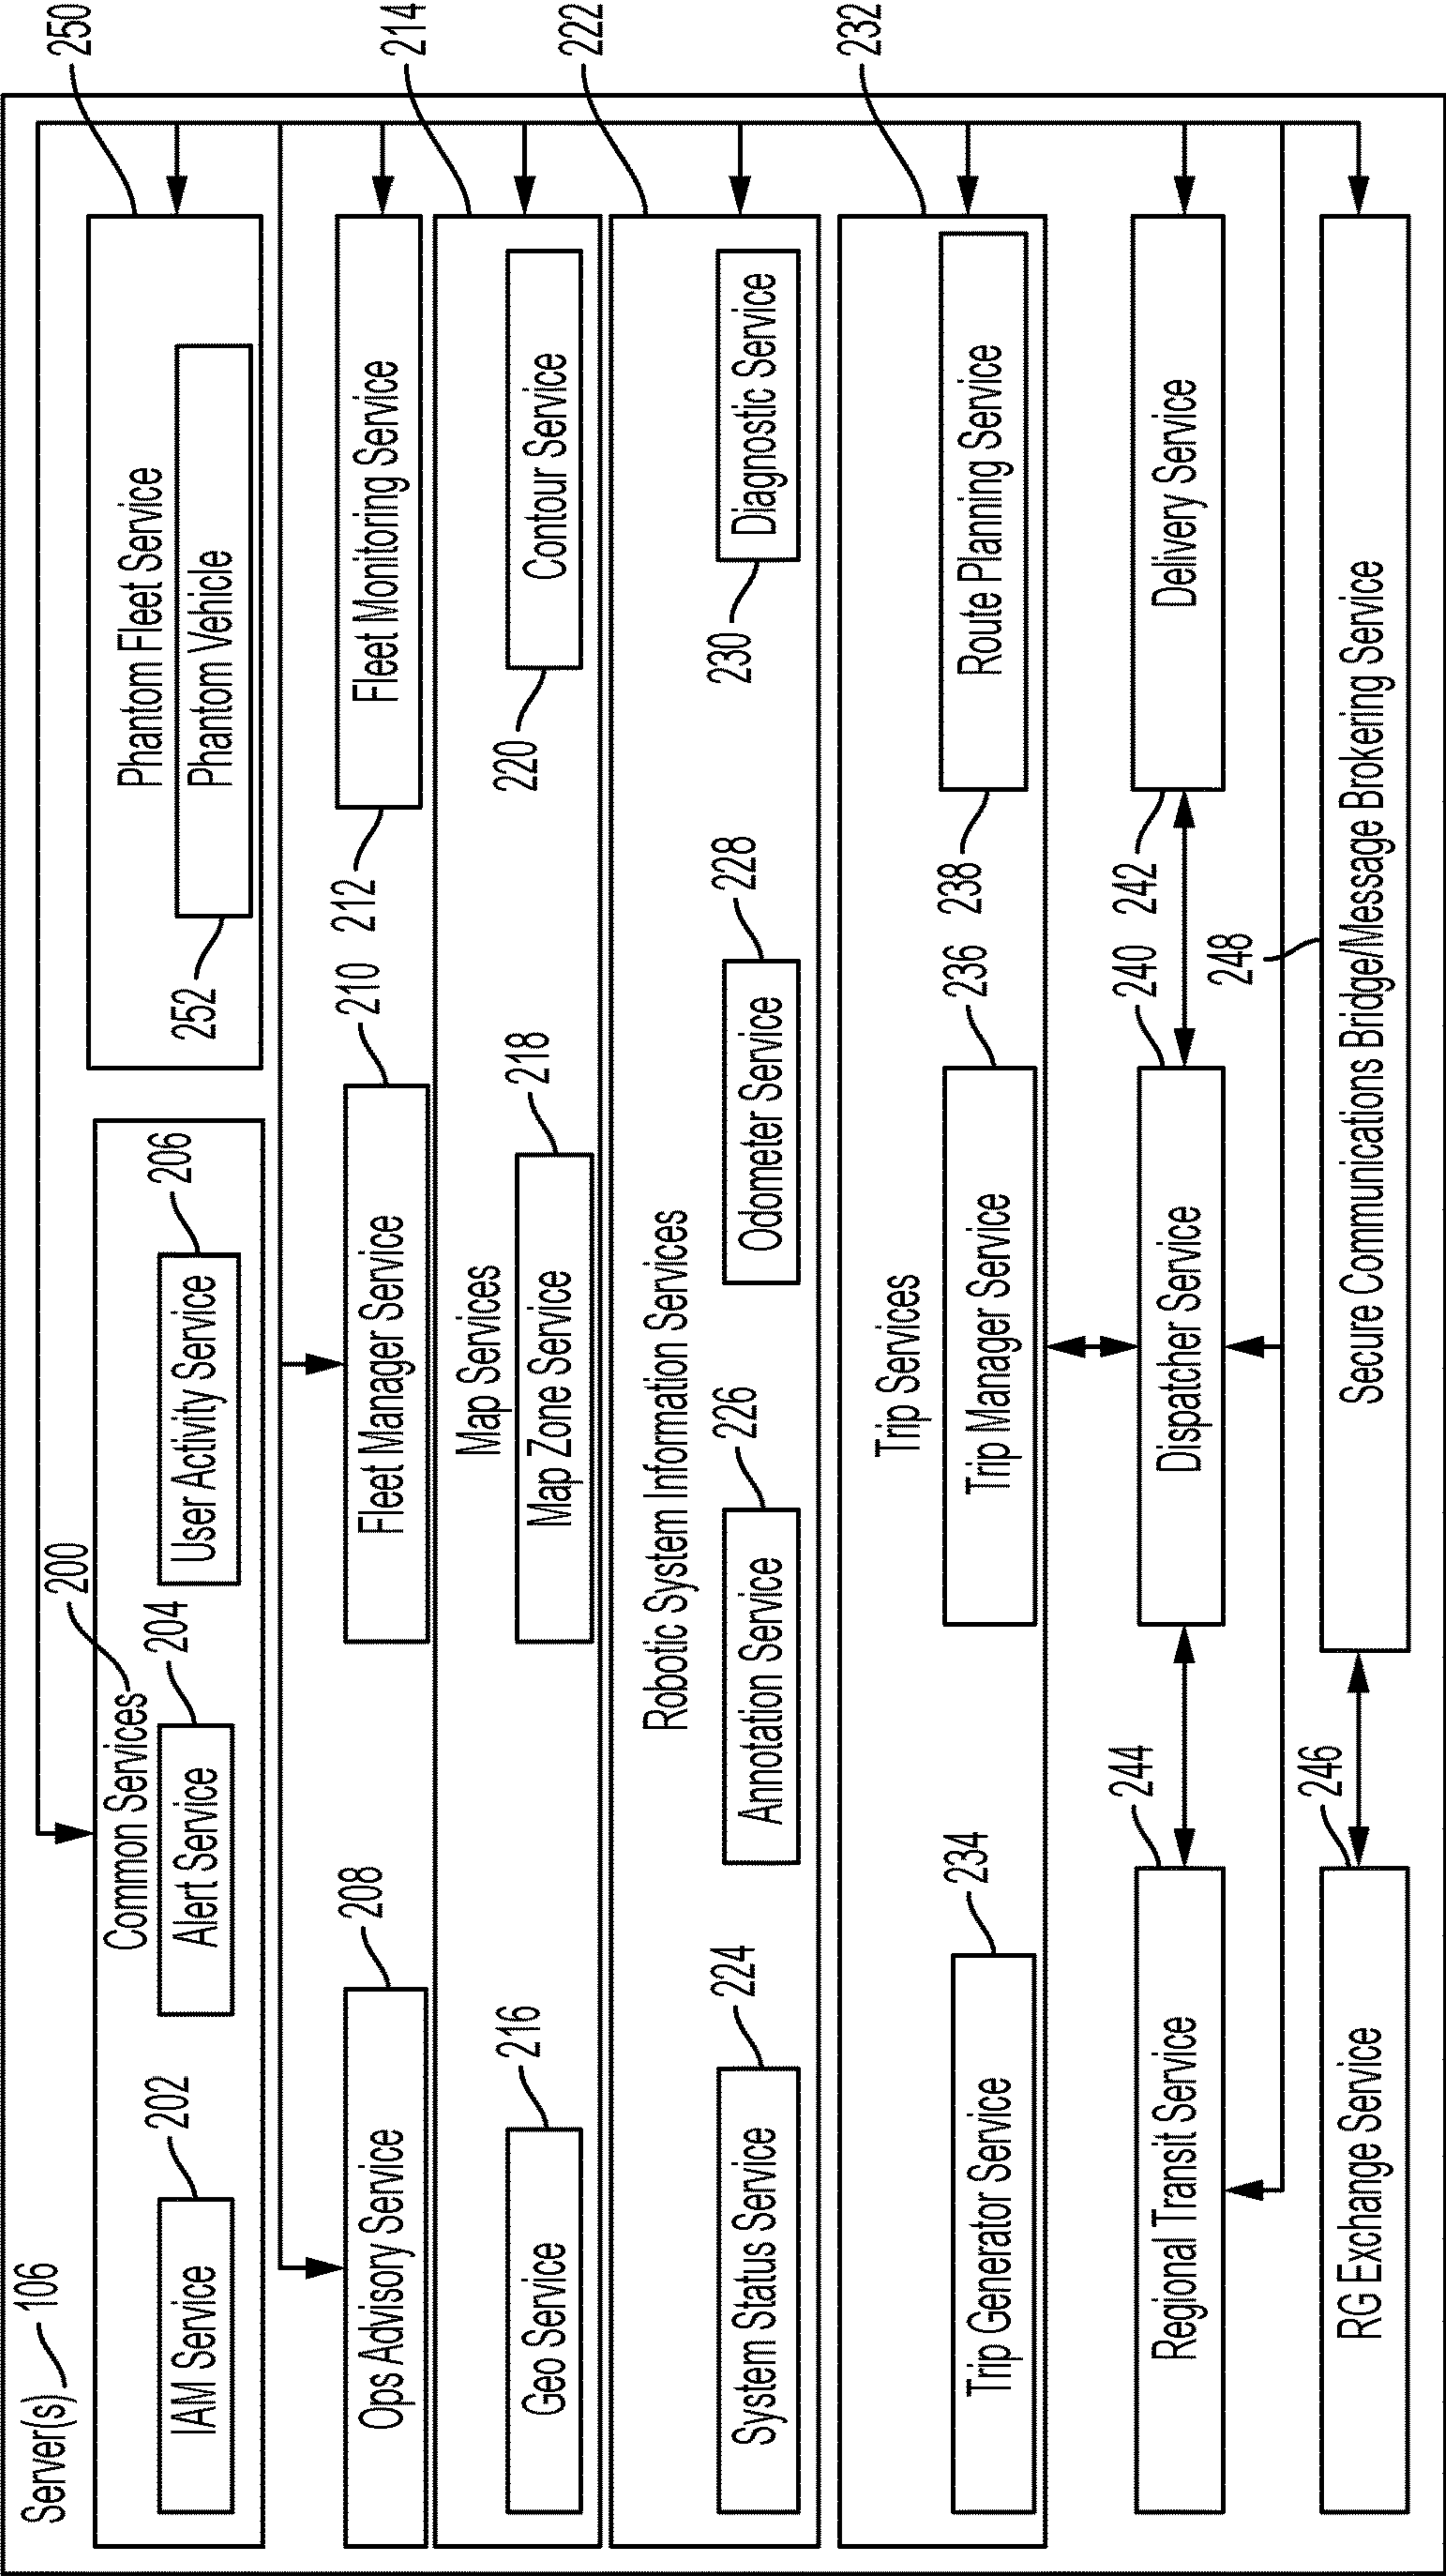 Server(s) 106
200
Common Services
IAM Service
202
Alert Service
204
User Activity Service
206
250
Phantom Fleet Service
Phantom Vehicle
252
Ops Advisory Service
208
Fleet Manager Service
210
Fleet Monitoring Service
212
214
Map Services
Geo Service
216
Map Zone Service
218
Contour Service
220
222
Robotic System Information Services
System Status Service
224
Annotation Service
226
Odometer Service
228
Diagnostic Service
230
232
Trip Services
Trip Generator Service
234
Trip Manager Service
236
Route Planning Service
238
Regional Transit Service
244
Dispatcher Service
240
Delivery Service
242
RG Exchange Service
246
Secure Communications Bridge/Message Brokering Service
248